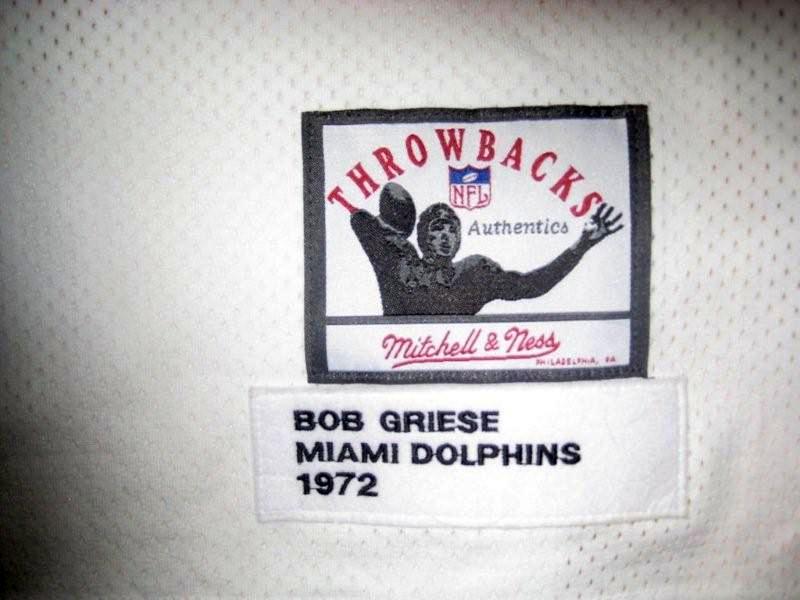 THROWBACKS
NFL
Authentics
Mitchell & Ness
PHILADELPHIA, PA
BOB GRIESE
MIAMI DOLPHINS
1972